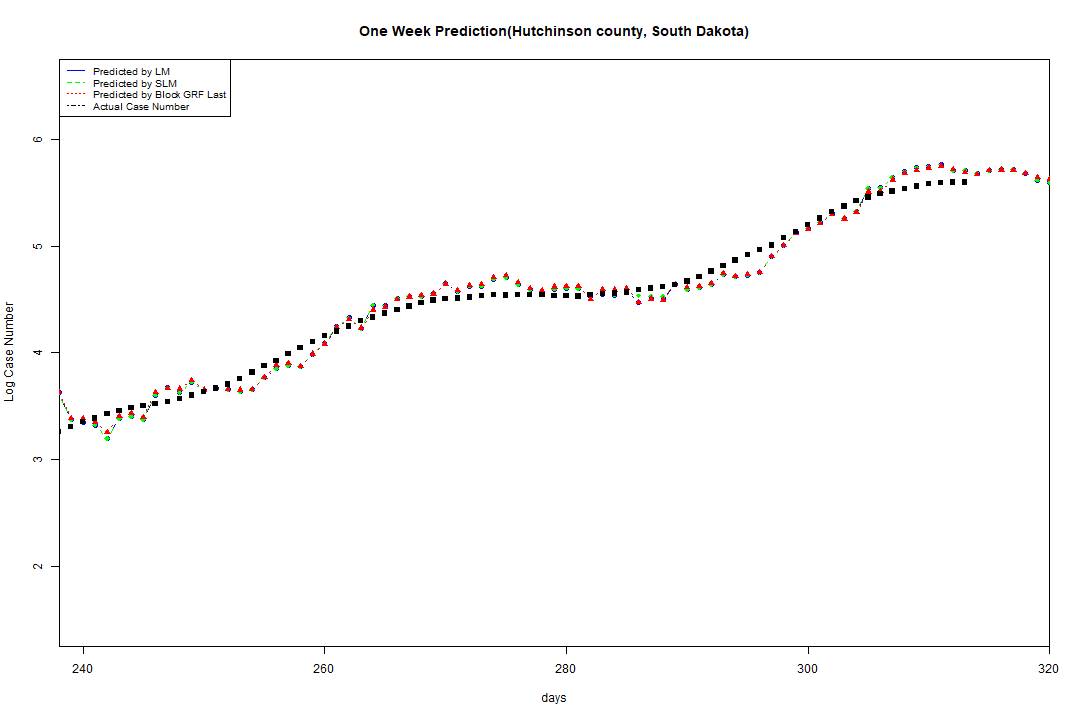 One Week Prediction(Hutchinson county, South Dakota)
Predicted by LM
Predicted by SLM
Predicted by Block GRF Last
Actual Case Number
6
5
4
3
2
Log Case Number
240 260 280 300 320
days